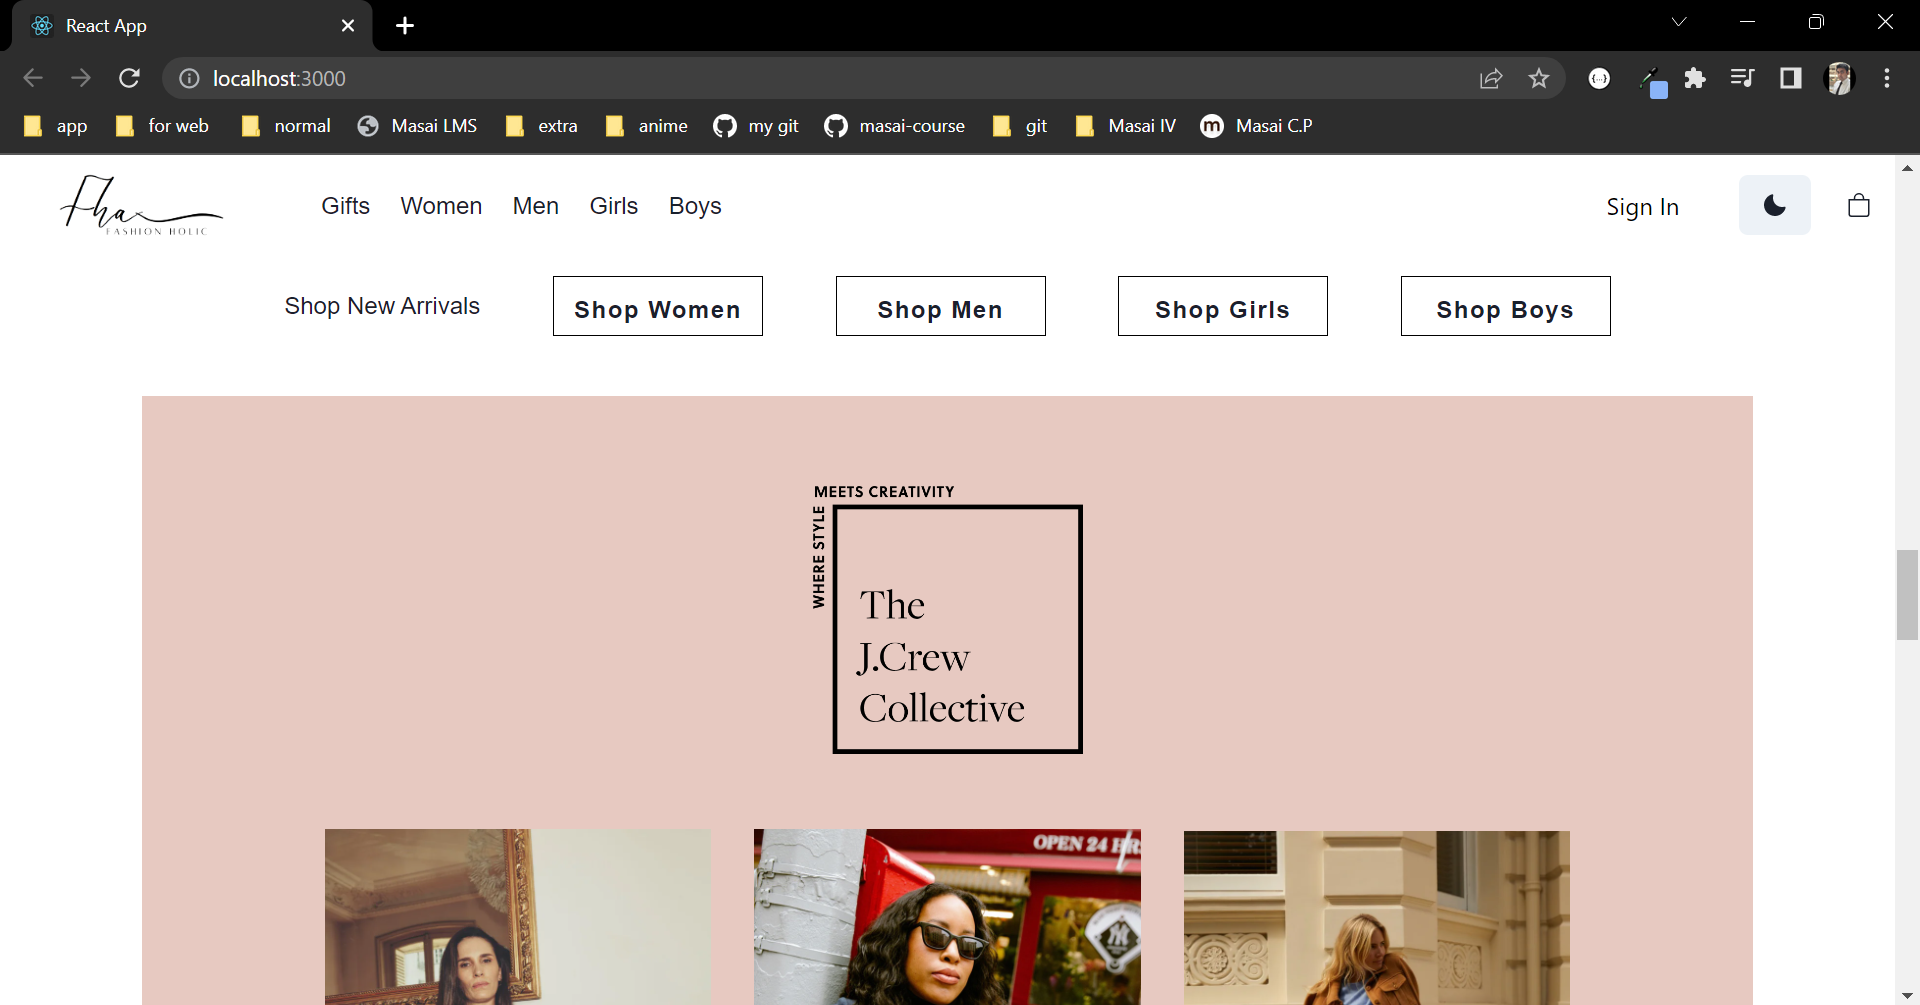 React App
localhost:3000
app for web normal Masai LMS extra anime my git masai-course git Masai IV Masai C.P
Fha
FASHION HOLIC
Gifts Women Men Girls Boys
Sign In
Shop New Arrivals Shop Women Shop Men Shop Girls Shop Boys
WHERE STYLE
MEETS CREATIVITY
The
J.Crew
Collective
OPEN 24 HR